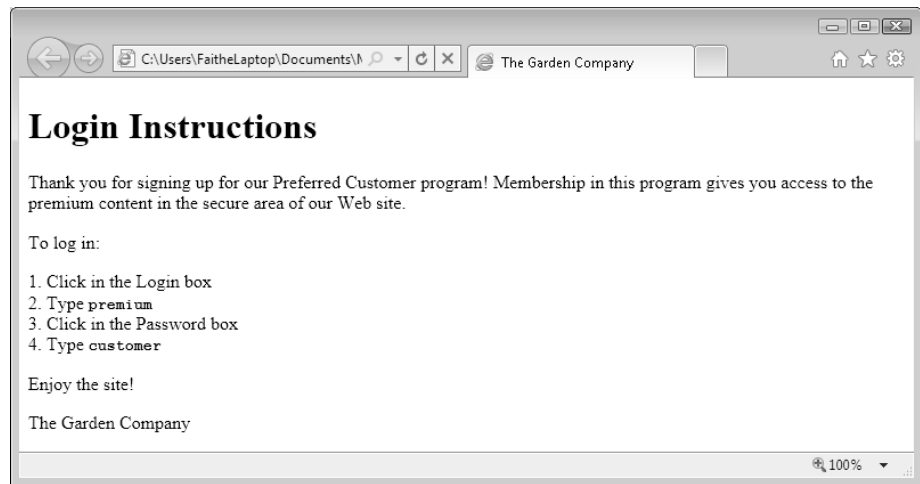 C:\Users\FaitheLaptop\Documents\
The Garden Company
Login Instructions
Thank you for signing up for our Preferred Customer program! Membership in this program gives you access to the
premium content in the secure area of our Web site.
To log in:
1. Click in the Login box
2. Type premium
3. Click in the Password box
4. Type customer
Enjoy the site!
The Garden Company
100%